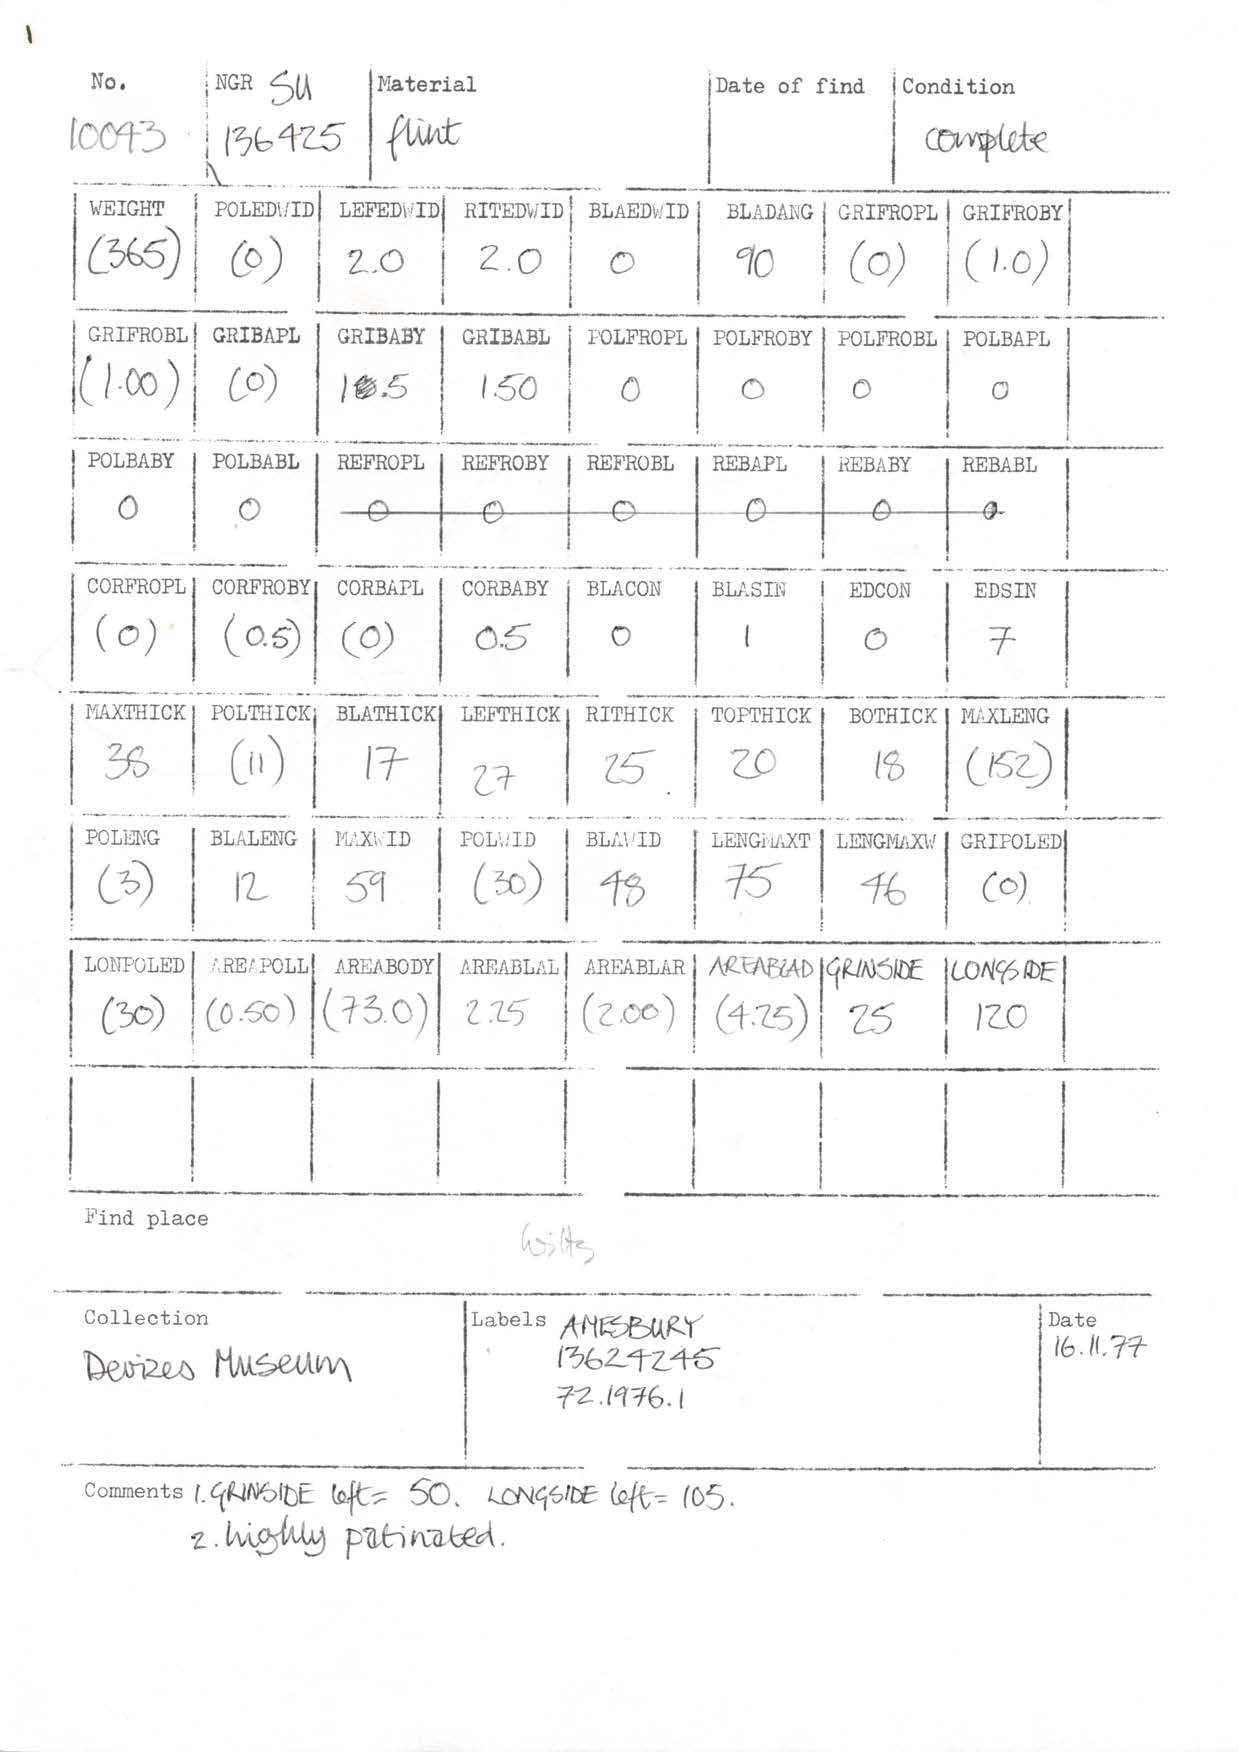 1
No. NGR SU Material Date of find Condition
10093 136425 flint complete
WEIGHT POLEDWID LEFEDWID RITEDWID BLAEDWID BLADANG GRIFROPL GRIFROBY
(365) (0) 2.0 2.0 0 90 (0) (1.0)
GRIFROBL GRIBAPL GRIBABY GRIBABL POLFROPL POLFROBY POLFROBL POLBAPL
(1.00) (0) 1.50 0 0 0 0
POLBABY POLBABL REFROPL REFROBY REFROBL REBAPL REBABY REBABL
0 0 0 0 0 0 0 0
CORFROPL CORFROBY CORBAPL CORBABY BLACON BLASIN EDCON EDSIN
(0) (0.5) (0) 0.5 0 1 0 7
MAXTHICK POLTHICK BLATHICK LEFTHICK RITHICK TOPTHICK BOTHICK MAXLENG
38 (11) 17 27 25 20 18 (152)
POLENG BLALENG MAXWID POLWID BLAWID LENGMAXT LENGMAXW GRIPOLED
(3) 12 59 (30) 48 75 46 (0)
LONPOLED AREAPOLL AREABODY AREABLAL AREABLAR AREABLAD GRINSIDE LONGSIDE
(30) (0.50) (73.0) 2.25 (2.00) (4.25) 25 120
Find place
Wilts
Collection Labels AMESBURY Date
Devizes Museum 13624245 16.11.77
72.1976.1
Comments 1. GRINSIDE left = 50. LONGSIDE left = 105.
2. highly patinated.